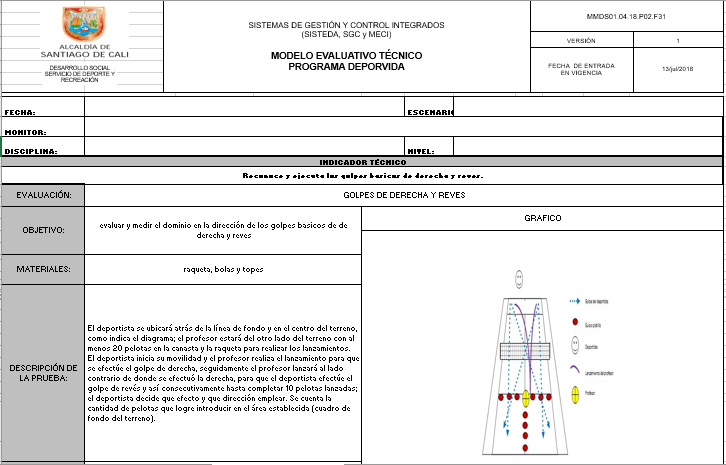 ALCALDÍA DE
SANTIAGO DE CALI
DESARROLLO SOCIAL
SERVICIO DE DEPORTE Y
RECREACIÓN
SISTEMAS DE GESTIÓN Y CONTROL INTEGRADOS
(SISTEDA, SGC y MECI)
MODELO EVALUATIVO TÉCNICO
PROGRAMA DEPORVIDA
MMDS01.04.18.P02.F31
VERSIÓN
1
FECHA DE ENTRADA
EN VIGENCIA
13/jul/2018
FECHA:
ESCENARIO
MONITOR:
DISCIPLINA:
NIVEL:
INDICADOR TÉCNICO
Reconoce y ejecuta los golpes basicos de derecha y reves.
EVALUACIÓN:
GOLPES DE DERECHA Y REVES
OBJETIVO:
evaluar y medir el dominio en la dirección de los golpes basicos de de
derecha y reves
GRAFICO
MATERIALES:
raqueta, bolas y topes
DESCRIPCIÓN DE
LA PRUEBA:
El deportista se ubicará atrás de la línea de fondo y en el centro del terreno,
como indica el diagrama; el profesor estará del otro lado del terreno con al
menos 20 pelotas en la canasta y la raqueta para realizar los lanzamientos.
El deportista inicia su movilidad y el profesor realiza el lanzamiento para que
se efectúe el golpe de derecha, seguidamente el profesor lanzará al lado
contrario de donde se efectuó la derecha, para que el deportista efectúe el
golpe de revés y así consecutivamente hasta completar 10 pelotas lanzadas;
el deportista decide que efecto y que dirección emplear. Se cuenta la
cantidad de pelotas que logre introducir en el área establecida (cuadro de
fondo del terreno).
Golpe de deportista
Deportista
Lanzamiento del profesor
Profesor